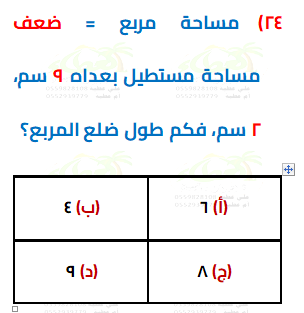 ٢٤) مساحة مربع = ضعف
مساحة مستطيل بعداه ٩ سم،
٢ سم، فكم طول ضلع المربع؟
(أ) ٦
(ب) ٤
(ج) ٨
(د) ٩